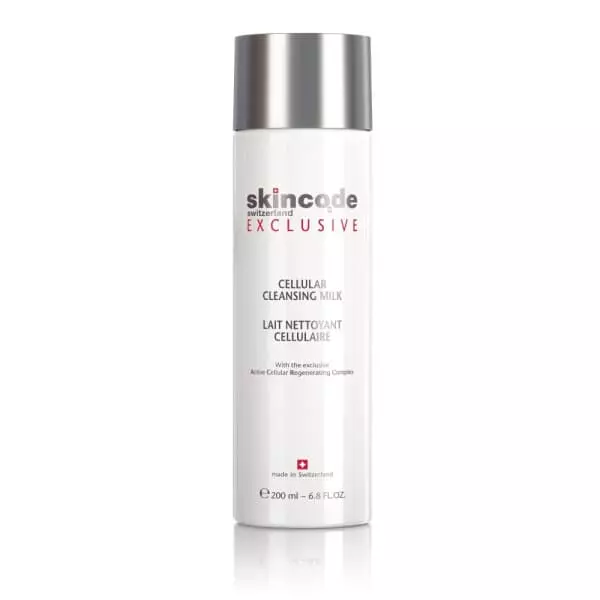 skincode
switzerland
EXCLUSIVE
CELLULAR
CLEANSING MILK
LAIT NETTOYANT
CELLULAIRE
With the exclusive
Active Cellular Regenerating Complex
made in Switzerland
℮ 200 ml – 6.8 FL.OZ.